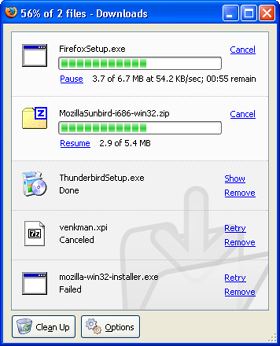 56% of 2 files - Downloads
FirefoxSetup.exe Cancel
Pause 3.7 of 6.7 MB at 54.2 KB/sec; 00:55 remain
MozillaSunbird-i686-win32.zip Cancel
Resume 2.9 of 5.4 MB
ThunderbirdSetup.exe Show
Done Remove
venkman.xpi Retry
Canceled Remove
mozilla-win32-installer.exe Retry
Failed Remove
Clean Up Options